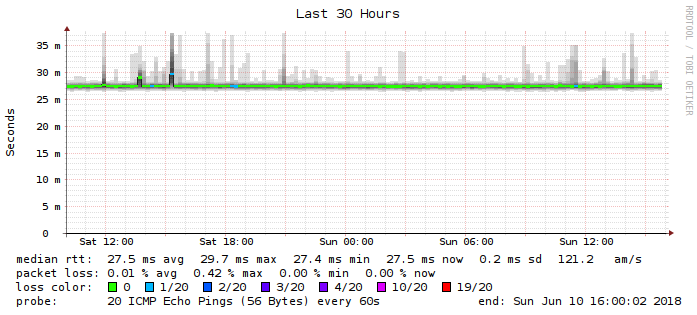 Last 30 Hours
RRDTOOL / TOBI OETIKER
Seconds
35 m
30 m
25 m
20 m
15 m
10 m
5 m
0
Sat 12:00 Sat 18:00 Sun 00:00 Sun 06:00 Sun 12:00
median rtt: 27.5 ms avg 29.7 ms max 27.4 ms min 27.5 ms now 0.2 ms sd 121.2 am/s
packet loss: 0.01 % avg 0.42 % max 0.00 % min 0.00 % now
loss color: 0 1/20 2/20 3/20 4/20 10/20 19/20
probe: 20 ICMP Echo Pings (56 Bytes) every 60s end: Sun Jun 10 16:00:02 2018